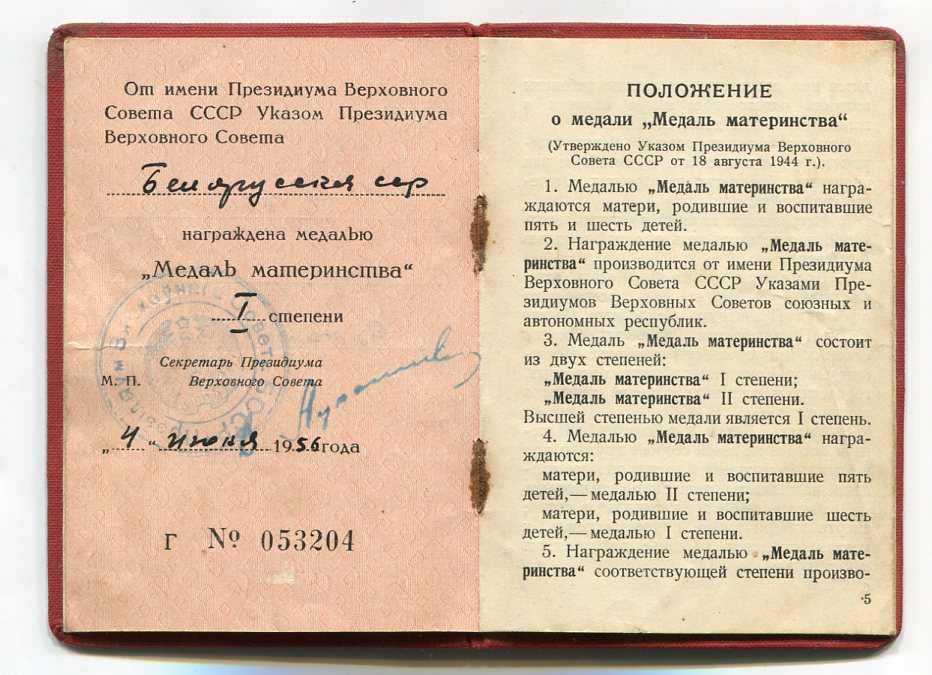 От имени Президиума Верховного
Совета СССР Указом Президиума
Верховного Совета
Белорусская сср
награждена медалью
„Медаль материнства“
I степени
Секретарь Президиума
М. П. Верховного Совета
„4“ июня 1956 года
Г № 053204
ПОЛОЖЕНИЕ
о медали „Медаль материнства“
(Утверждено Указом Президиума Верховного
Совета СССР от 18 августа 1944 г.).
1. Медалью „Медаль материнства“ награ-
ждаются матери, родившие и воспитавшие
пять и шесть детей.
2. Награждение медалью „Медаль мате-
ринства“ производится от имени Президиума
Верховного Совета СССР Указами Пре-
зидиумов Верховных Советов союзных и
автономных республик.
3. Медаль „Медаль материнства“ состоит
из двух степеней:
„Медаль материнства“ I степени;
„Медаль материнства“ II степени.
Высшей степенью медали является I степень.
4. Медалью „Медаль материнства“ награ-
ждаются:
матери, родившие и воспитавшие пять
детей,— медалью II степени;
матери, родившие и воспитавшие шесть
детей,— медалью I степени.
5. Награждение медалью „Медаль мате-
ринства“ соответствующей степени произво-
5